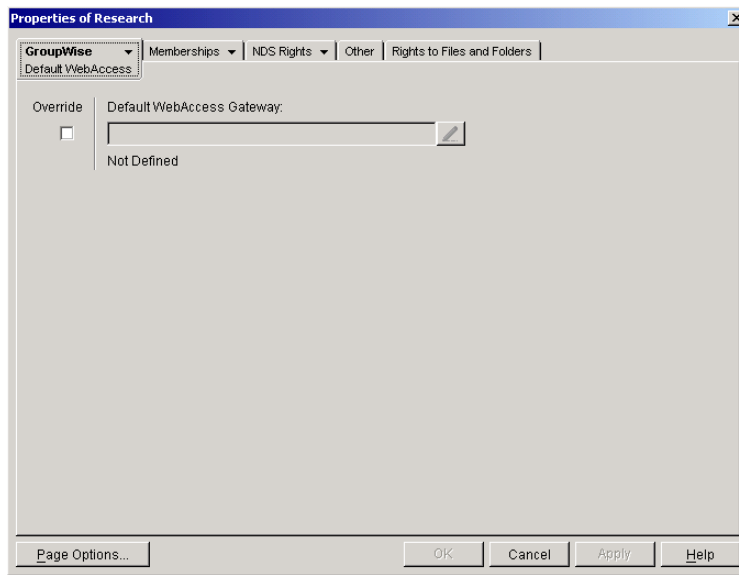 Properties of Research
GroupWise Memberships NDS Rights Other Rights to Files and Folders
Default WebAccess
Override Default WebAccess Gateway:
Not Defined
Page Options... OK Cancel Apply Help